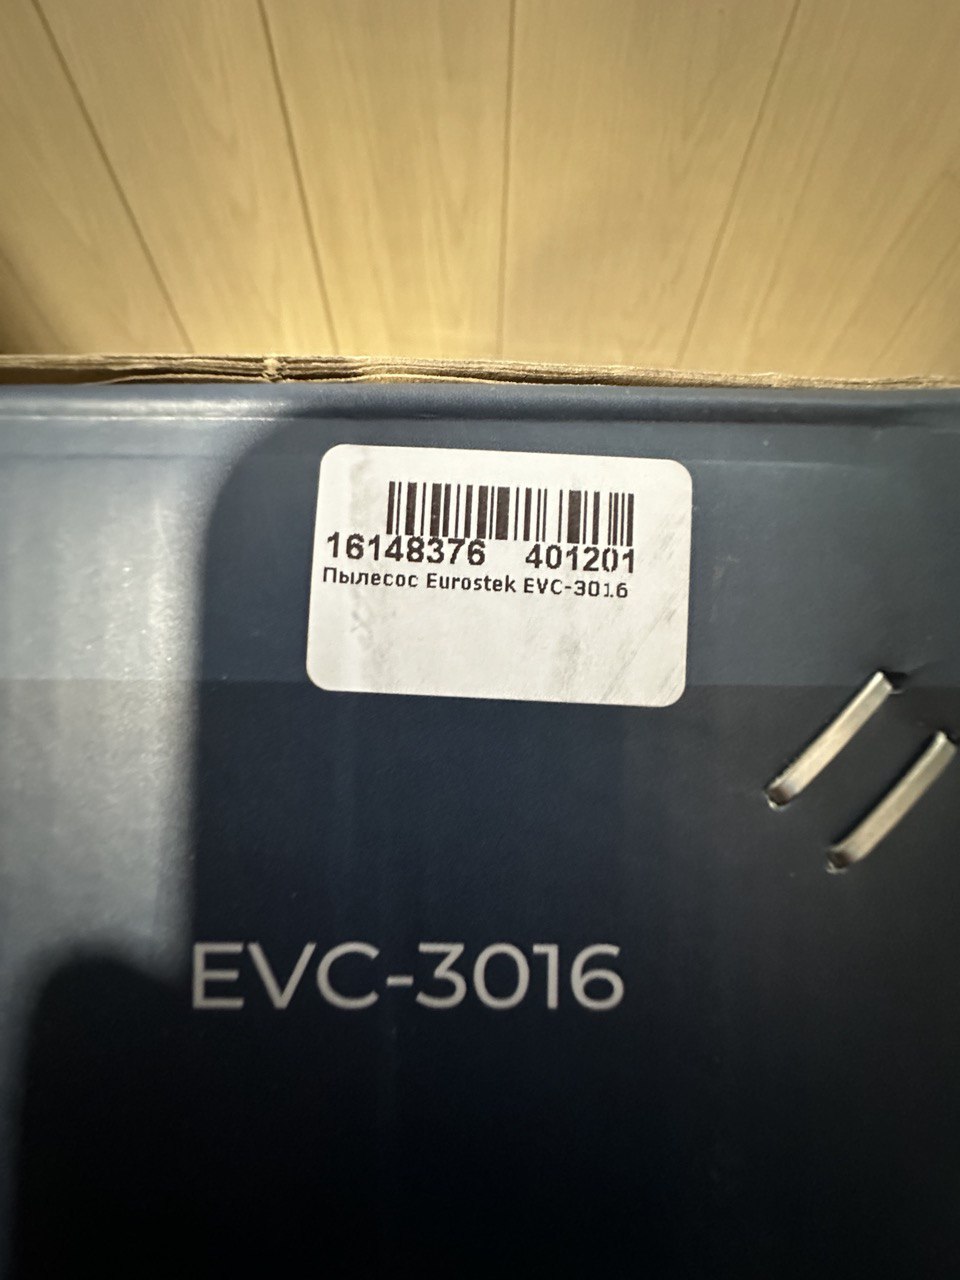 16148376 401201
Пылесос Eurostek EVC-3016
EVC-3016